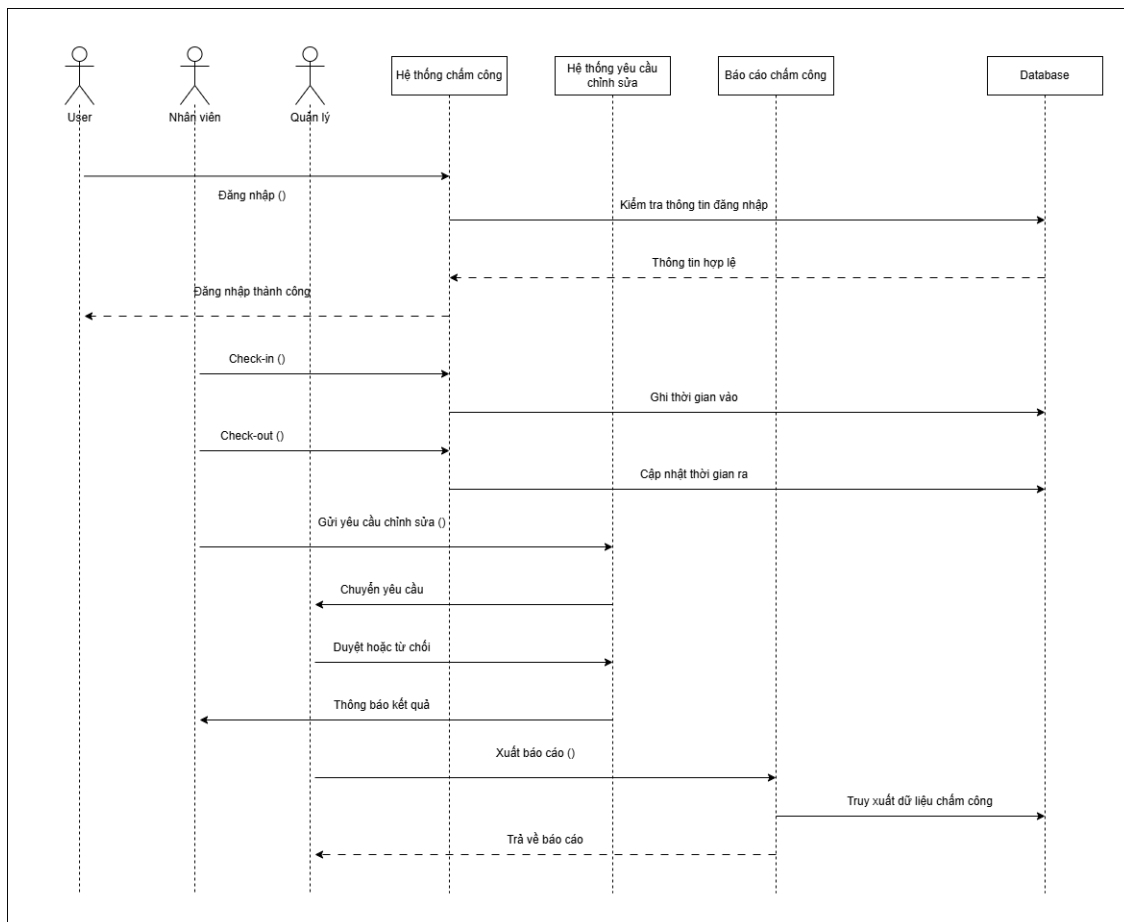 Hệ thống chấm công
Hệ thống yêu cầu
chỉnh sửa
Báo cáo chấm công
Database
User
Nhân viên
Quản lý
Đăng nhập ()
Kiểm tra thông tin đăng nhập
Thông tin hợp lệ
Đăng nhập thành công
Check-in ()
Ghi thời gian vào
Check-out ()
Cập nhật thời gian ra
Gửi yêu cầu chỉnh sửa ()
Chuyển yêu cầu
Duyệt hoặc từ chối
Thông báo kết quả
Xuất báo cáo ()
Truy xuất dữ liệu chấm công
Trả về báo cáo